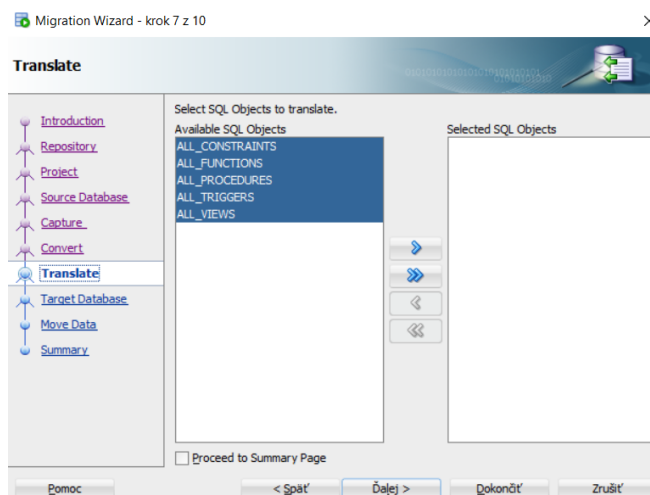 Migration Wizard - krok 7 z 10
Translate
Introduction
Repository
Project
Source Database
Capture
Convert
Translate
Target Database
Move Data
Summary
Select SQL Objects to translate.
Available SQL Objects
ALL_CONSTRAINTS
ALL_FUNCTIONS
ALL_PROCEDURES
ALL_TRIGGERS
ALL_VIEWS
Selected SQL Objects
Proceed to Summary Page
Pomoc
< Späť
Ďalej >
Dokončiť
Zrušiť